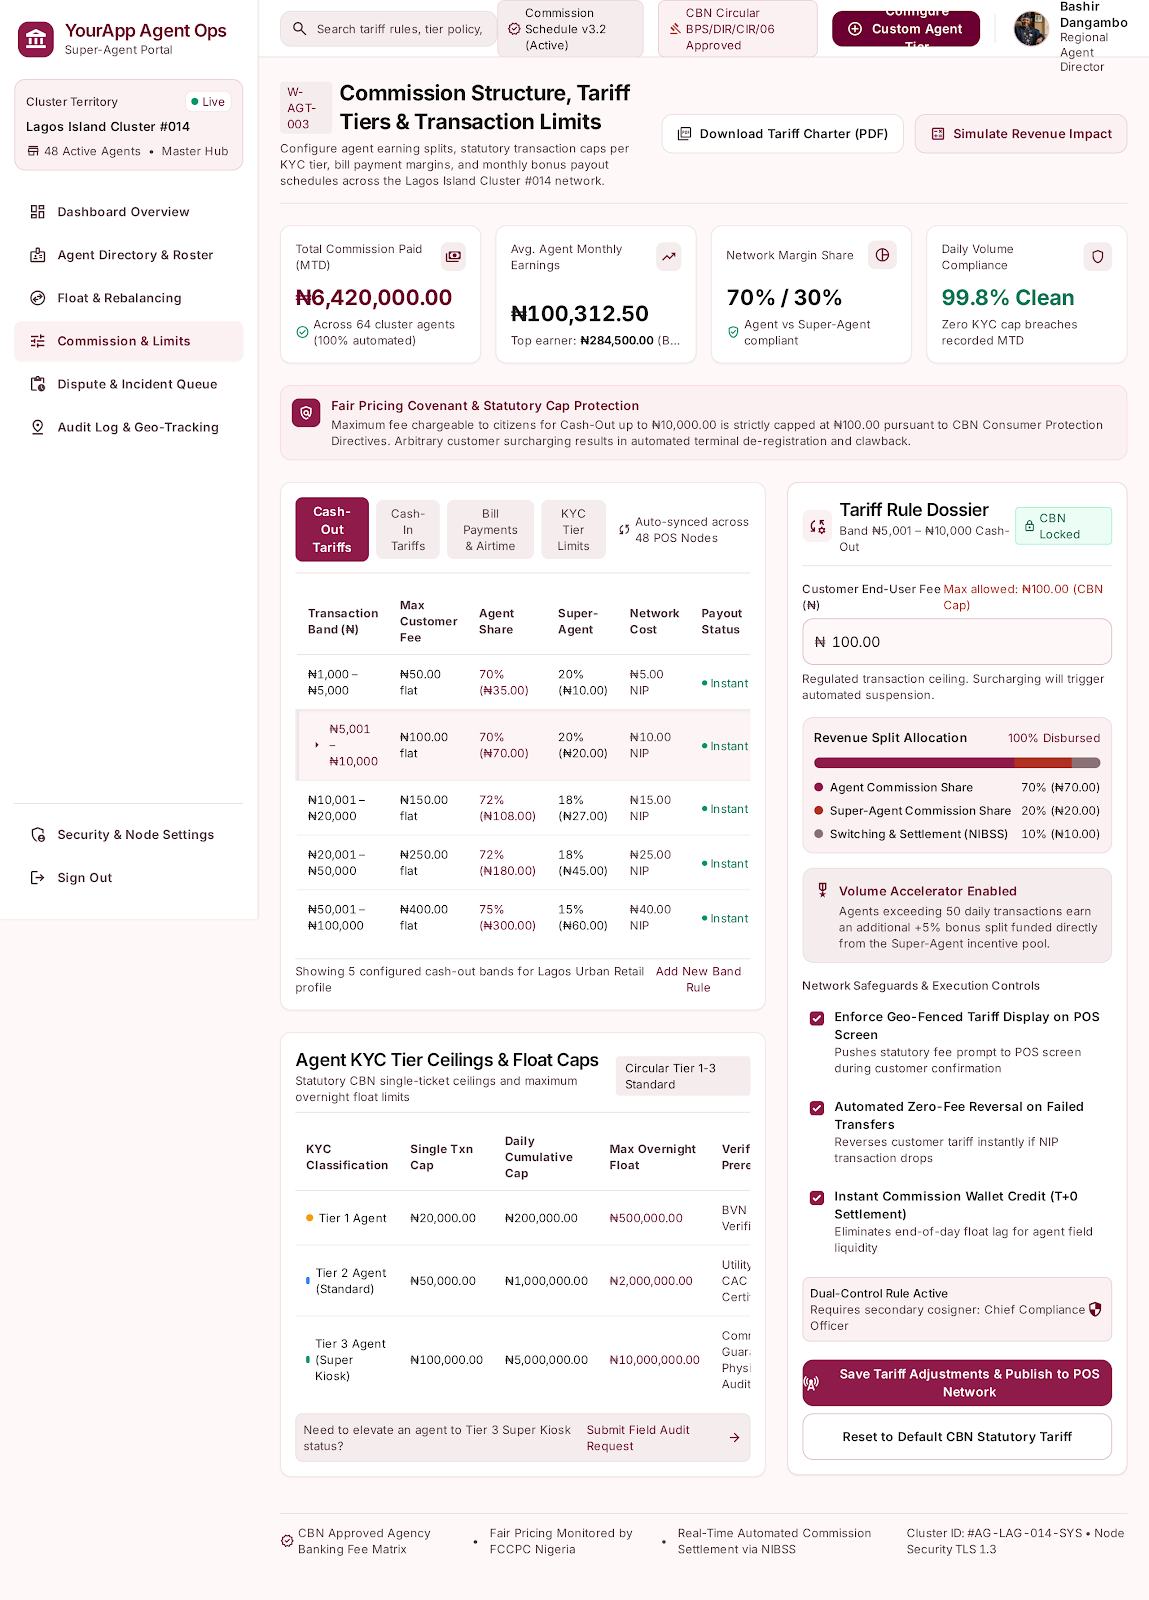 YourApp Agent Ops
Super-Agent Portal
Cluster Territory
Live
Lagos Island Cluster #014
48 Active Agents • Master Hub
Dashboard Overview
Agent Directory & Roster
Float & Rebalancing
Commission & Limits
Dispute & Incident Queue
Audit Log & Geo-Tracking
Security & Node Settings
Sign Out
Search tariff rules, tier policy,
Commission
Schedule v3.2
(Active)
CBN Circular
BPS/DIR/CIR/06
Approved
Configure
Custom Agent
Tier
Bashir
Dangambo
Regional
Agent
Director
W-
AGT-
003
Commission Structure, Tariff
Tiers & Transaction Limits
Configure agent earning splits, statutory transaction caps per
KYC tier, bill payment margins, and monthly bonus payout
schedules across the Lagos Island Cluster #014 network.
Download Tariff Charter (PDF)
Simulate Revenue Impact
Total Commission Paid
(MTD)
₦6,420,000.00
Across 64 cluster agents
(100% automated)
Avg. Agent Monthly
Earnings
₦100,312.50
Top earner: ₦284,500.00 (B...
Network Margin Share
70% / 30%
Agent vs Super-Agent
compliant
Daily Volume
Compliance
99.8% Clean
Zero KYC cap breaches
recorded MTD
Fair Pricing Covenant & Statutory Cap Protection
Maximum fee chargeable to citizens for Cash-Out up to ₦10,000.00 is strictly capped at ₦100.00 pursuant to CBN Consumer Protection
Directives. Arbitrary customer surcharging results in automated terminal de-registration and clawback.
Cash-
Out
Tariffs
Cash-
In
Tariffs
Bill
Payments
& Airtime
KYC
Tier
Limits
Auto-synced across
48 POS Nodes
Transaction
Band (₦)
Max
Customer
Fee
Agent
Share
Super-
Agent
Network
Cost
Payout
Status
₦1,000 –
₦5,000
₦50.00
flat
70%
(₦35.00)
20%
(₦10.00)
₦5.00
NIP
Instant
₦5,001
–
₦10,000
₦100.00
flat
70%
(₦70.00)
20%
(₦20.00)
₦10.00
NIP
Instant
₦10,001 –
₦20,000
₦150.00
flat
72%
(₦108.00)
18%
(₦27.00)
₦15.00
NIP
Instant
₦20,001 –
₦50,000
₦250.00
flat
72%
(₦180.00)
18%
(₦45.00)
₦25.00
NIP
Instant
₦50,001 –
₦100,000
₦400.00
flat
75%
(₦300.00)
15%
(₦60.00)
₦40.00
NIP
Instant
Showing 5 configured cash-out bands for Lagos Urban Retail
profile
Add New Band
Rule
Agent KYC Tier Ceilings & Float Caps
Statutory CBN single-ticket ceilings and maximum
overnight float limits
Circular Tier 1-3
Standard
KYC
Classification
Single Txn
Cap
Daily
Cumulative
Cap
Max Overnight
Float
Verif
Prere
Tier 1 Agent
₦20,000.00
₦200,000.00
₦500,000.00
BVN
Verifi
Tier 2 Agent
(Standard)
₦50,000.00
₦1,000,000.00
₦2,000,000.00
Utility
CAC
Certi
Tier 3 Agent
(Super
Kiosk)
₦100,000.00
₦5,000,000.00
₦10,000,000.00
Com
Guara
Physi
Audit
Need to elevate an agent to Tier 3 Super Kiosk
status?
Submit Field Audit
Request
Tariff Rule Dossier
Band ₦5,001 – ₦10,000 Cash-
Out
CBN
Locked
Customer End-User Fee
(₦)
Max allowed: ₦100.00 (CBN
Cap)
₦ 100.00
Regulated transaction ceiling. Surcharging will trigger
automated suspension.
Revenue Split Allocation
100% Disbursed
Agent Commission Share 70% (₦70.00)
Super-Agent Commission Share 20% (₦20.00)
Switching & Settlement (NIBSS) 10% (₦10.00)
Volume Accelerator Enabled
Agents exceeding 50 daily transactions earn
an additional +5% bonus split funded directly
from the Super-Agent incentive pool.
Network Safeguards & Execution Controls
Enforce Geo-Fenced Tariff Display on POS
Screen
Pushes statutory fee prompt to POS screen
during customer confirmation
Automated Zero-Fee Reversal on Failed
Transfers
Reverses customer tariff instantly if NIP
transaction drops
Instant Commission Wallet Credit (T+0
Settlement)
Eliminates end-of-day float lag for agent field
liquidity
Dual-Control Rule Active
Requires secondary cosigner: Chief Compliance
Officer
Save Tariff Adjustments & Publish to POS
Network
Reset to Default CBN Statutory Tariff
CBN Approved Agency
Banking Fee Matrix
•
Fair Pricing Monitored by
FCCPC Nigeria
•
Real-Time Automated Commission
Settlement via NIBSS
Cluster ID: #AG-LAG-014-SYS • Node
Security TLS 1.3